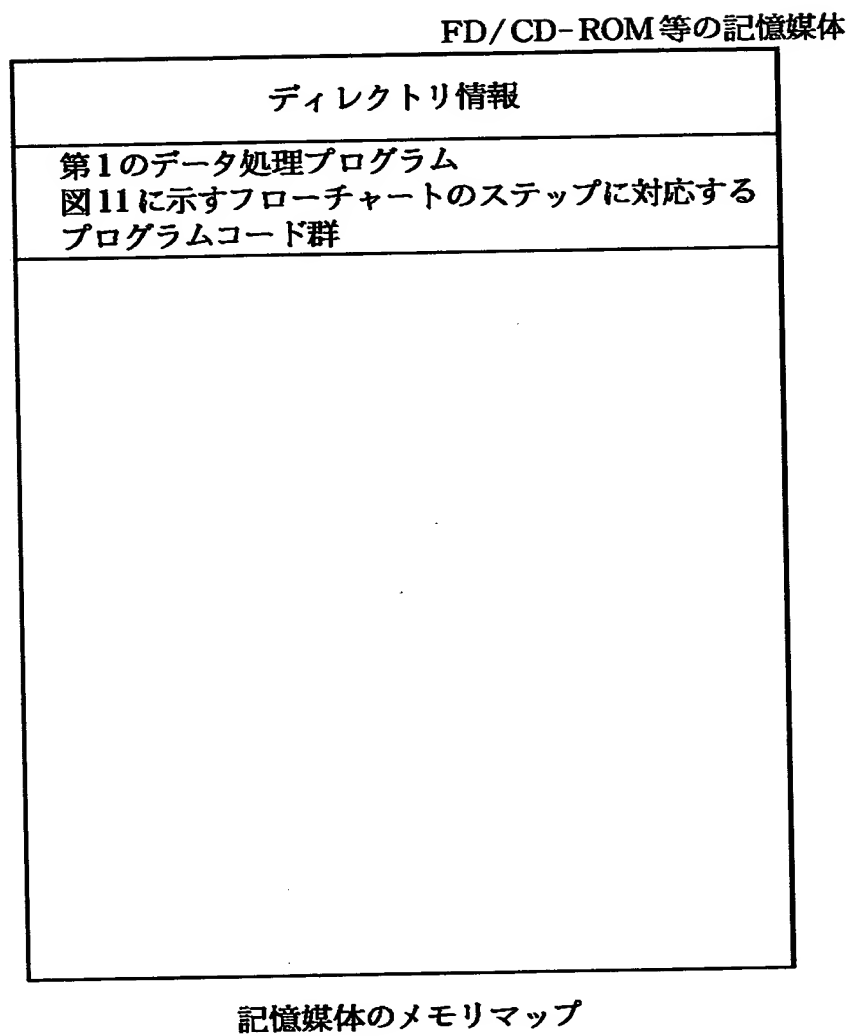 FD/CD-ROM等の記憶媒体
ディレクトリ情報
第1のデータ処理プログラム
図11に示すフローチャートのステップに対応する
プログラムコード群
記憶媒体のメモリマップ